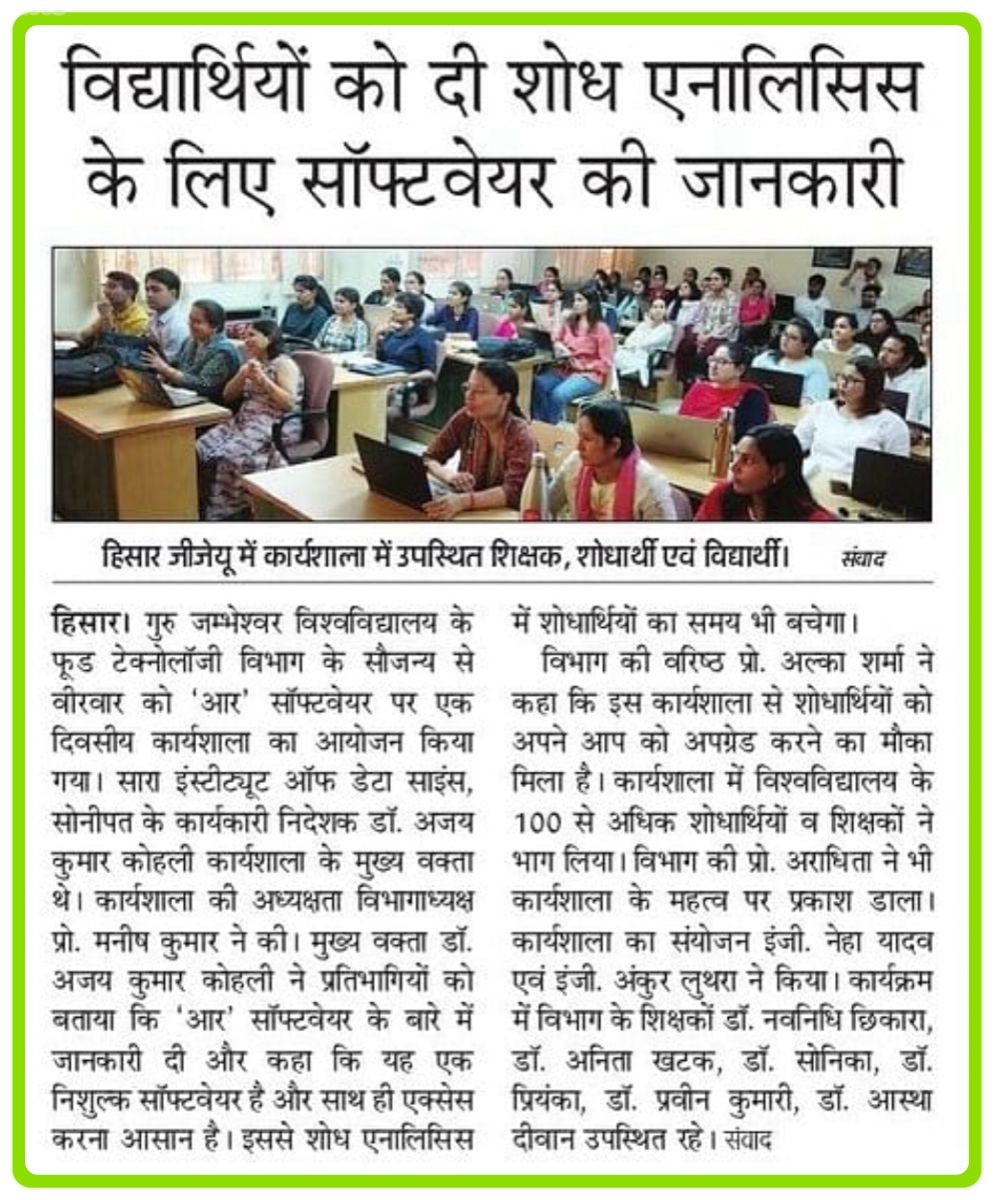 विद्यार्थियों को दी शोध एनालिसिस
के लिए सॉफ्टवेयर की जानकारी
हिसार जीजेयू में कार्यशाला में उपस्थित शिक्षक, शोधार्थी एवं विद्यार्थी। संवाद
हिसार। गुरु जम्भेश्वर विश्वविद्यालय के
फूड टेक्नोलॉजी विभाग के सौजन्य से
वीरवार को ‘आर’ सॉफ्टवेयर पर एक
दिवसीय कार्यशाला का आयोजन किया
गया। सारा इंस्टीट्यूट ऑफ डेटा साइंस,
सोनीपत के कार्यकारी निदेशक डॉ. अजय
कुमार कोहली कार्यशाला के मुख्य वक्ता
थे। कार्यशाला की अध्यक्षता विभागाध्यक्ष
प्रो. मनीष कुमार ने की। मुख्य वक्ता डॉ.
अजय कुमार कोहली ने प्रतिभागियों को
बताया कि ‘आर’ सॉफ्टवेयर के बारे में
जानकारी दी और कहा कि यह एक
निशुल्क सॉफ्टवेयर है और साथ ही एक्सेस
करना आसान है। इससे शोध एनालिसिस
में शोधार्थियों का समय भी बचेगा।
विभाग की वरिष्ठ प्रो. अल्का शर्मा ने
कहा कि इस कार्यशाला से शोधार्थियों को
अपने आप को अपग्रेड करने का मौका
मिला है। कार्यशाला में विश्वविद्यालय के
100 से अधिक शोधार्थियों व शिक्षकों ने
भाग लिया। विभाग की प्रो. अराधिता ने भी
कार्यशाला के महत्व पर प्रकाश डाला।
कार्यशाला का संयोजन इंजी. नेहा यादव
एवं इंजी. अंकुर लुथरा ने किया। कार्यक्रम
में विभाग के शिक्षकों डॉ. नवनिधि छिकारा,
डॉ. अनिता खटक, डॉ. सोनिका, डॉ.
प्रियंका, डॉ. प्रवीन कुमारी, डॉ. आस्था
दीवान उपस्थित रहे। संवाद